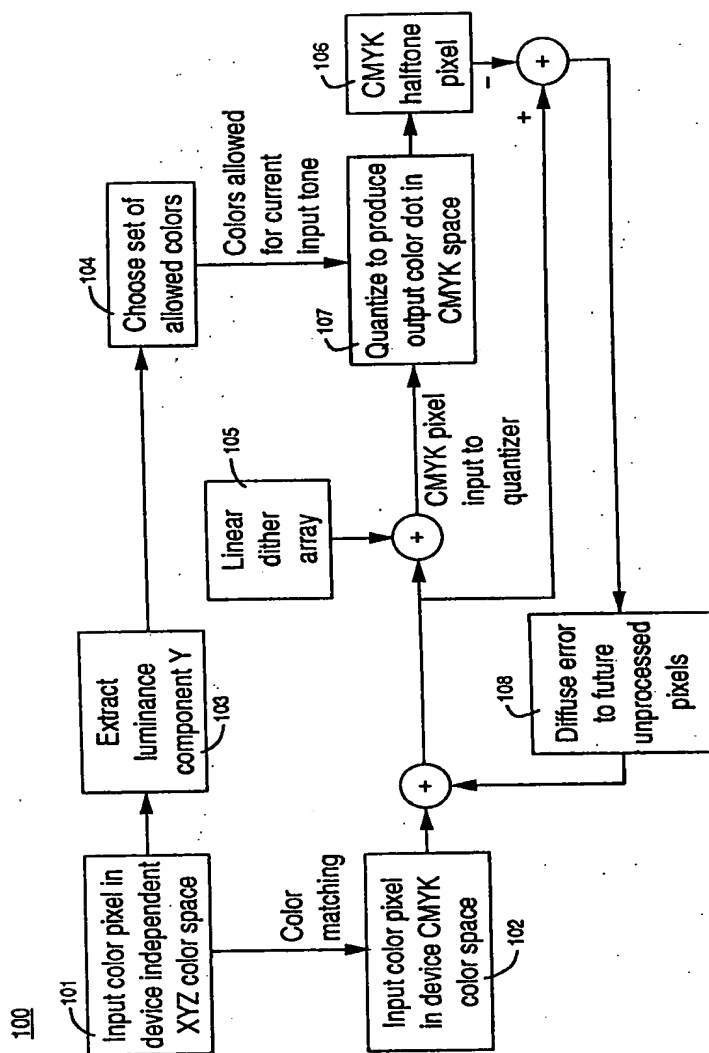 100
101
Input color pixel in
device independent
XYZ color space
Extract
luminance
component Y
103
104
Choose set of
allowed colors
Color
matching
Colors allowed
for current
input tone
105
Linear
dither
array
Input color pixel
in device CMYK
color space
102
+
+
CMYK pixel
input to
quantizer
107
Quantize to produce
output color dot in
CMYK space
106
CMYK
halftone
pixel
-
+
+
108
Diffuse error
to future
unprocessed
pixels